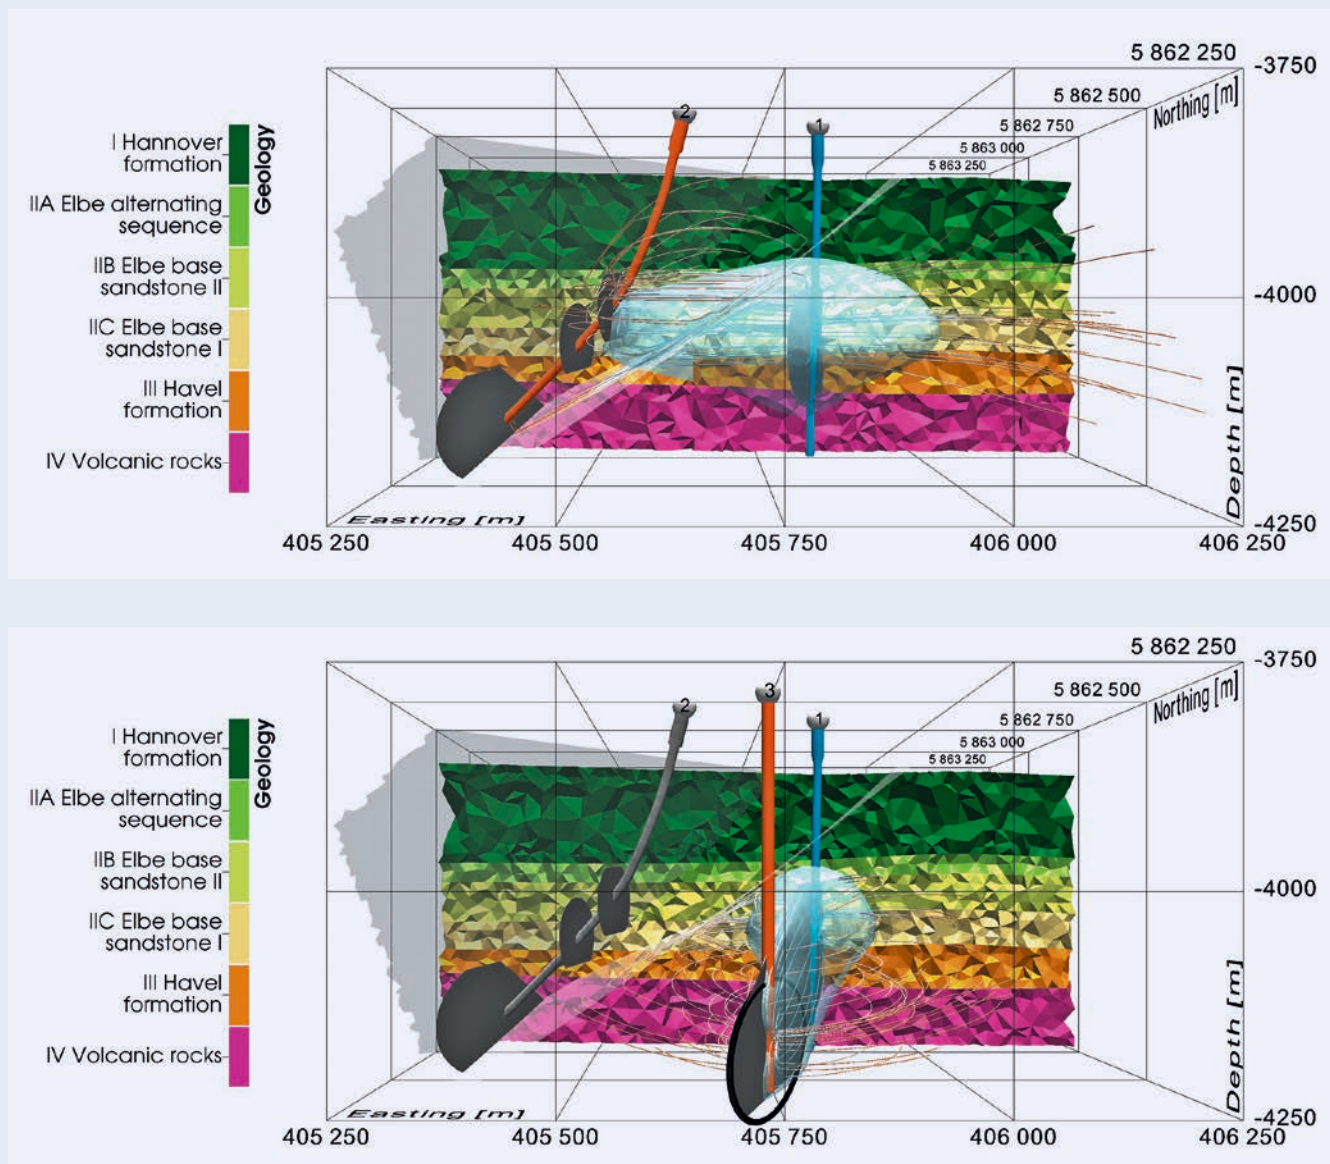 5 862 250
-3750
5 862 500
Northing [m]
5 862 750
5 863 000
5 863 250
2
1
Geology
I Hannover
formation
IIA Elbe alternating
sequence
IIB Elbe base
sandstone II
IIC Elbe base
sandstone I
III Havel
formation
IV Volcanic rocks
-4000
Depth [m]
-4250
Easting [m]
405 250
405 500
405 750
406 000
406 250
5 862 250
-3750
5 862 500
Northing [m]
5 862 750
5 863 000
5 863 250
2
3
1
Geology
I Hannover
formation
IIA Elbe alternating
sequence
IIB Elbe base
sandstone II
IIC Elbe base
sandstone I
III Havel
formation
IV Volcanic rocks
-4000
Depth [m]
-4250
Easting [m]
405 250
405 500
405 750
406 000
406 250